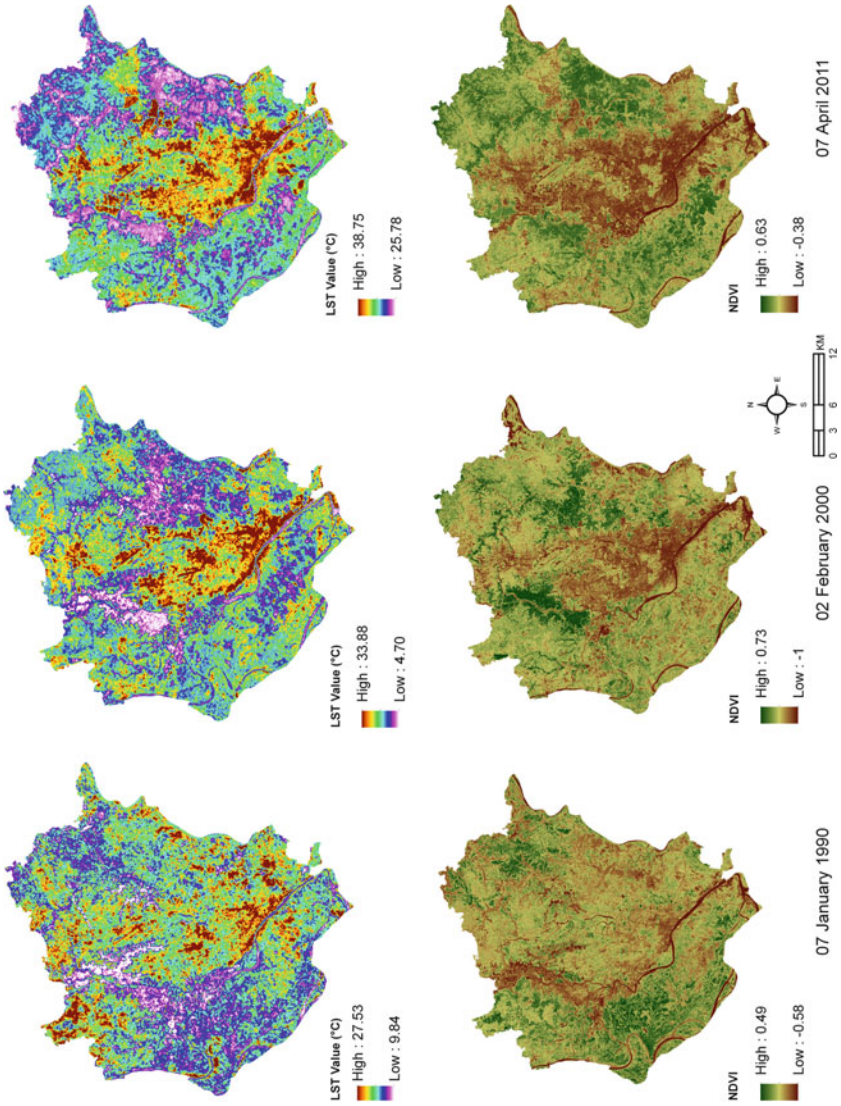 LST Value (°C)
High : 27.53
Low : 9.84
LST Value (°C)
High : 33.88
Low : 4.70
LST Value (°C)
High : 38.75
Low : 25.78
NDVI
High : 0.49
Low : -0.58
NDVI
High : 0.73
Low : -1
NDVI
High : 0.63
Low : -0.38
N
W
E
S
KM
0
3
6
12
07 January 1990
02 February 2000
07 April 2011